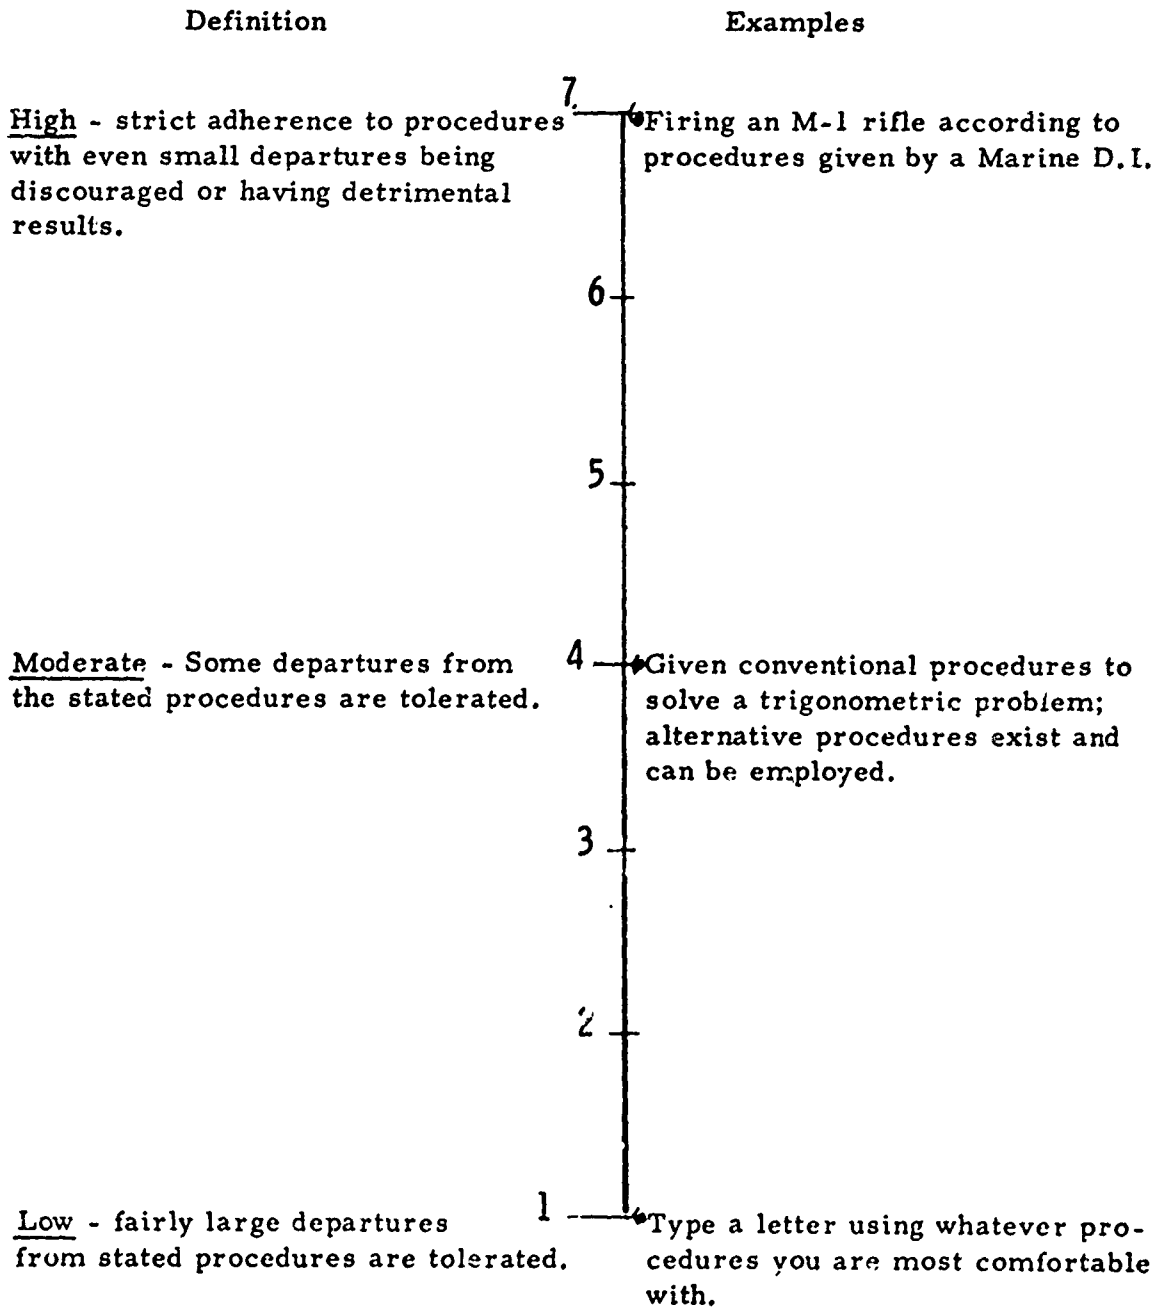 Definition
Examples
7
High - strict adherence to procedures
with even small departures being
discouraged or having detrimental
results.
Firing an M-1 rifle according to
procedures given by a Marine D.I.
6
5
Moderate - Some departures from
the stated procedures are tolerated.
4
Given conventional procedures to
solve a trigonometric problem;
alternative procedures exist and
can be employed.
3
2
Low - fairly large departures
from stated procedures are tolerated.
1
Type a letter using whatever pro-
cedures you are most comfortable
with.